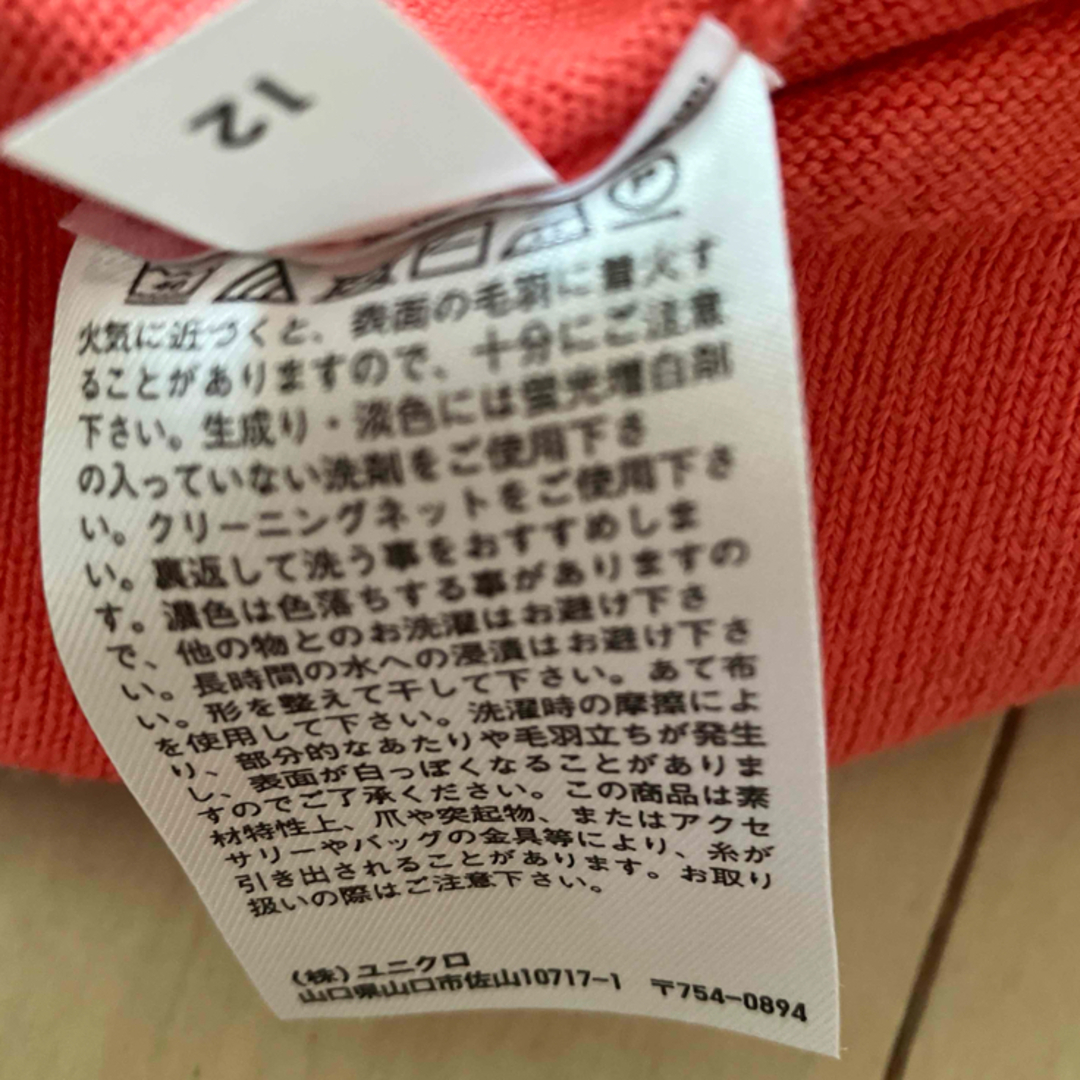 12
火気に近づくと、表面の毛羽に着火す
ることがありますので、十分にご注意
下さい。生成り・淡色には蛍光増白剤
の入っていない洗剤をご使用下さ
い。クリーニングネットをご使用下さ
い。裏返して洗う事をおすすめしま
す。濃色は色落ちする事がありますの
で、他の物とのお洗濯はお避け下さ
い。長時間の水への浸漬はお避け下さ
い。形を整えて干して下さい。あて布
を使用して下さい。洗濯時の摩擦によ
り、部分的なあたりや毛羽立ちが発生
し、表面が白っぽくなることがありま
すのでご了承ください。この商品は素
材特性上、爪や突起物、またはアクセ
サリーやバッグの金具等により、糸が
引き出されることがあります。お取り
扱いの際はご注意下さい。
(株)ユニクロ
山口県山口市佐山10717-1 〒754-0894